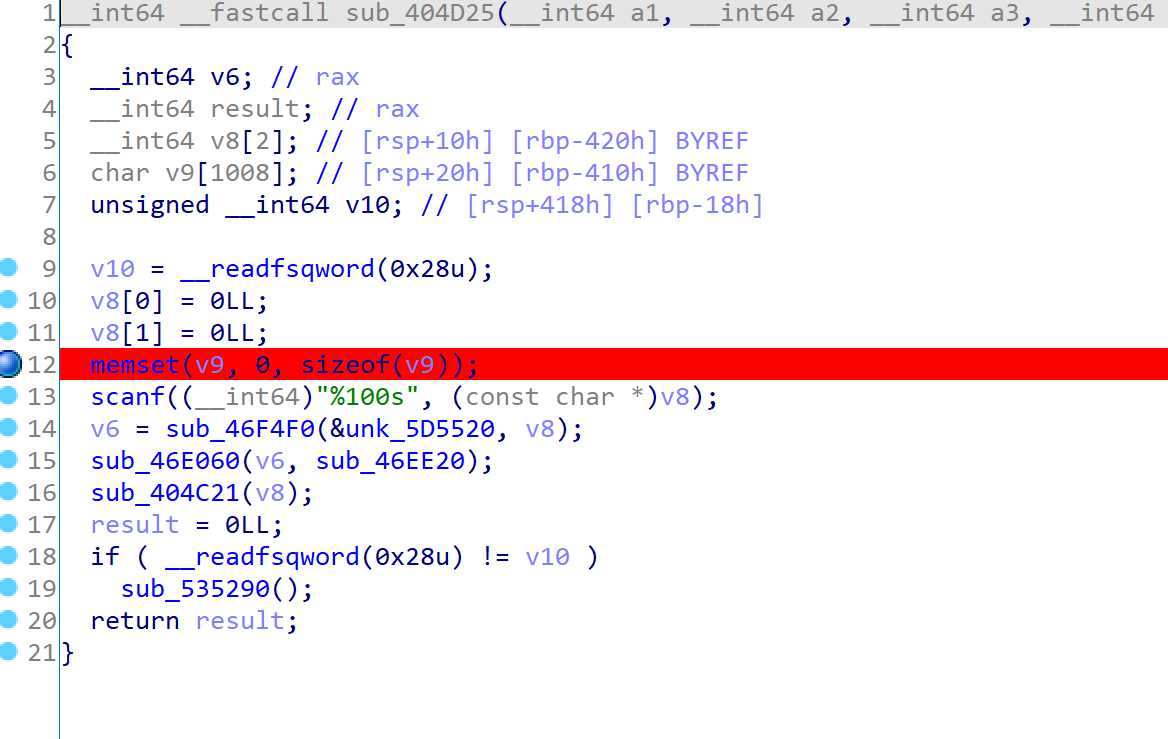 1 __int64 __fastcall sub_404D25(__int64 a1, __int64 a2, __int64 a3, __int64
2 {
3 __int64 v6; // rax
4 __int64 result; // rax
5 __int64 v8[2]; // [rsp+10h] [rbp-420h] BYREF
6 char v9[1008]; // [rsp+20h] [rbp-410h] BYREF
7 unsigned __int64 v10; // [rsp+418h] [rbp-18h]
8
9 v10 = __readfsqword(0x28u);
10 v8[0] = 0LL;
11 v8[1] = 0LL;
12 memset(v9, 0, sizeof(v9));
13 scanf((__int64)"%100s", (const char *)v8);
14 v6 = sub_46F4F0(&unk_5D5520, v8);
15 sub_46E060(v6, sub_46EE20);
16 sub_404C21(v8);
17 result = 0LL;
18 if ( __readfsqword(0x28u) != v10 )
19 sub_535290();
20 return result;
21 }